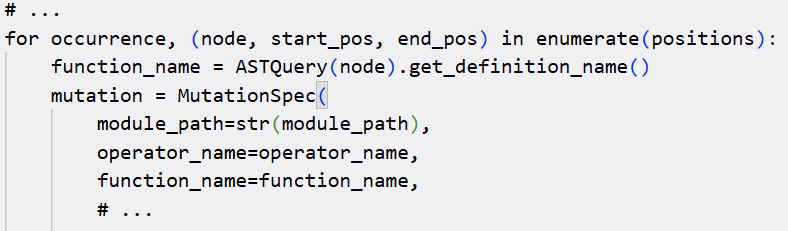 # ...
for occurrence, (node, start_pos, end_pos) in enumerate(positions):
    function_name = ASTQuery(node).get_definition_name()
    mutation = MutationSpec(
        module_path=str(module_path),
        operator_name=operator_name,
        function_name=function_name,
        # ...